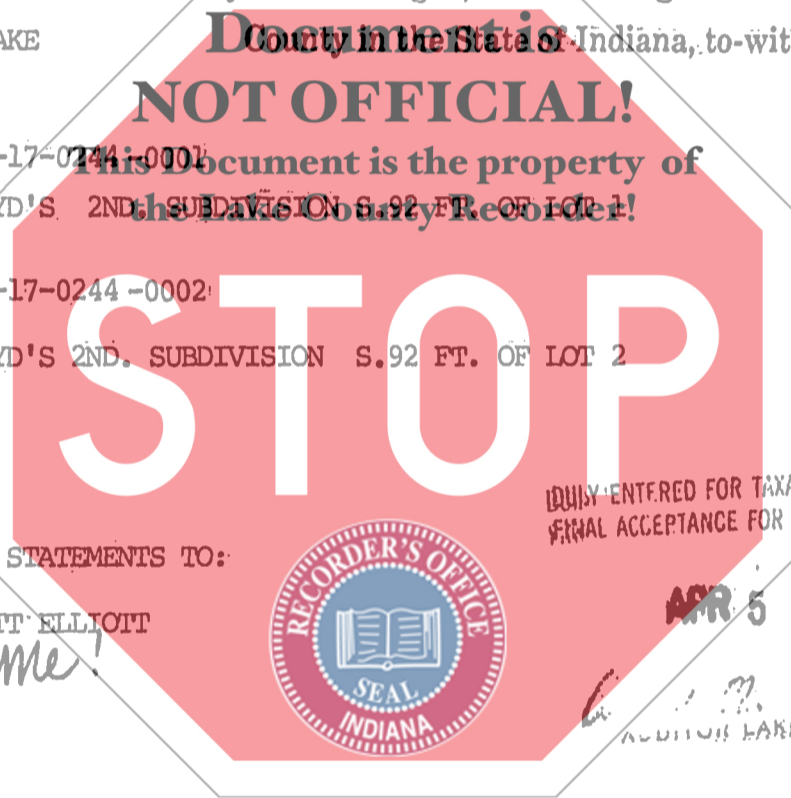 AKE County in the State of Indiana, to-wit
Document is
NOT OFFICIAL!
-17-0244-0001
This Document is the property of
YD'S 2ND. SUBDIVISION S.92 FT. OF LOT 1
the Lake County Recorder!
-17-0244-0002
YD'S 2ND. SUBDIVISION S.92 FT. OF LOT 2
STOP
DULY ENTERED FOR TAXA
FINAL ACCEPTANCE FOR
STATEMENTS TO:
RECORDER'S OFFICE
SEAL
INDIANA
APR 5
TT ELLIOTT
AUDITOR LAKE